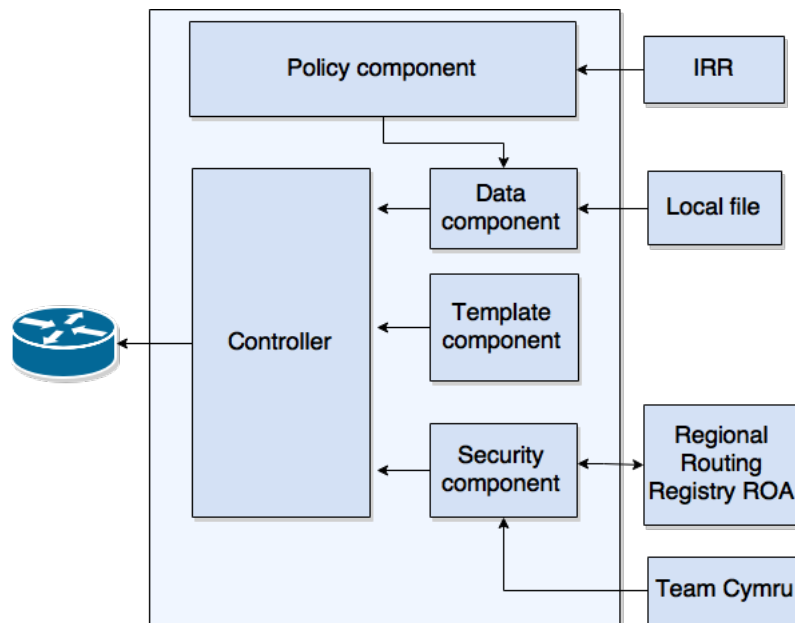 Policy component
IRR
Data
component
Local file
Template
component
Controller
Security
component
Regional
Routing
Registry ROA
Team Cymru